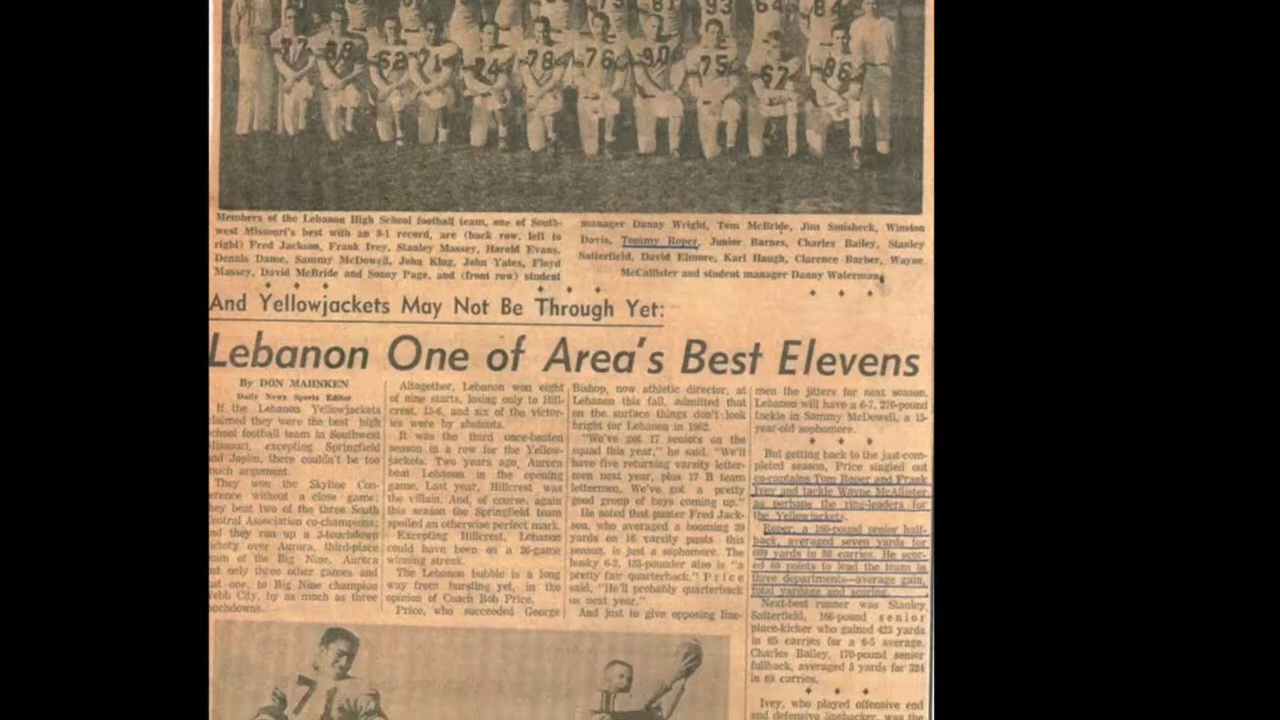 75 81 93 64 84
77 88 62 71 74 78 76 90 75 67 86
Members of the Lebanon High School football team, one of South-
west Missouri's best with an 8-1 record, are (back row, left to
right) Fred Jackson, Frank Ivey, Stanley Massey, Harold Evans,
Dennis Dame, Sammy McDowell, John Klug, John Yates, Floyd
Massey, David McBride and Sonny Page, and (front row) student
manager Danny Wright, Tom McBride, Jim Smisheck, Winston
Davis, Tommy Roper, Junior Barnes, Charles Bailey, Stanley
Satterfield, David Elmore, Karl Haugh, Clarence Barber, Wayne
McCallister and student manager Danny Waterman.
And Yellowjackets May Not Be Through Yet:
Lebanon One of Area's Best Elevens
By DON MAHNKEN
Daily News Sports Editor
If the Lebanon Yellowjackets
claimed they were the best high
school football team in Southwest
Missouri, excepting Springfield
and Joplin, there couldn't be too
much argument.
They won the Skyline Con-
ference without a close game;
they beat two of the three South
Central Association co-champions;
and they run up a 3-touchdown
victory over Aurora, third-place
team of the Big Nine. Aurora
lost only three other games and
but one, to Big Nine champion
Webb City, by as much as three
touchdowns.
Altogether, Lebanon won eight
of nine starts, losing only to Hill-
crest, 13-6, and six of the victor-
ies were by shutouts.
It was the third once-beaten
season in a row for the Yellow-
jackets. Two years ago, Aurora
beat Lebanon in the opening
game. Last year, Hillcrest was
the villain. And, of course, again
this season the Springfield team
spoiled an otherwise perfect mark.
Excepting Hillcrest, Lebanon
could have been on a 26-game
winning streak.
The Lebanon bubble is a long
way from bursting yet, in the
opinion of Coach Bob Price.
Price, who succeeded George
Bishop, now athletic director, at
Lebanon this fall, admitted that
on the surface things don't look
bright for Lebanon in 1962.
"We've got 17 seniors on the
squad this year," he said. "We'll
have five returning varsity letter-
men next year, plus 17 B team
lettermen. We've got a pretty
good group of boys coming up."
He noted that punter Fred Jack-
son, who averaged a booming 39
yards on 16 varsity punts this
season, is just a sophomore. The
husky 6-2, 185-pounder also is "a
pretty fair quarterback," Price
said, "He'll probably quarterback
us next year."
And just to give opposing line-
men the jitters for next season,
Lebanon will have a 6-7, 270-pound
tackle in Sammy McDowell, a 15-
year-old sophomore.
But getting back to the just-com-
pleted season, Price singled out
co-captains Tom Roper and Frank
Ivey and tackle Wayne McAllister
as perhaps the ring-leaders for
the Yellowjackets.
Roper, a 160-pound senior half-
back, averaged seven yards for
609 yards in 88 carries. He scor-
ed 60 points to lead the team in
three departments—average gain,
total yardage and scoring.
Next-best runner was Stanley
Satterfield, 166-pound senior
place-kicker who gained 423 yards
in 65 carries for a 6-5 average.
Charles Bailey, 170-pound senior
fullback, averaged 5 yards for 324
in 69 carries.
Ivey, who played offensive end
and defensive linebacker, was the
7